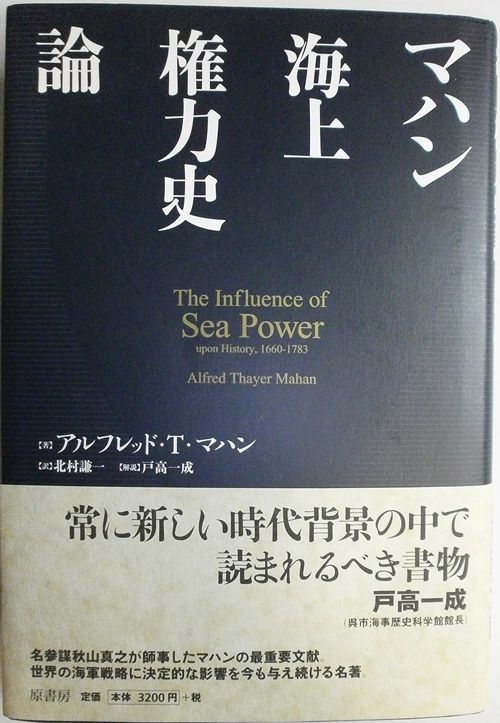 マハン
海上
権力史
論
The Influence of
Sea Power
upon History, 1660-1783
Alfred Thayer Mahan
【著】アルフレッド・T・マハン
【訳】北村謙一 【解説】戸高一成
常に新しい時代背景の中で
読まれるべき書物
戸高一成
(呉市海事歴史科学館館長)
名参謀秋山真之が師事したマハンの最重要文献。
世界の海軍戦略に決定的な影響を今も与え続ける名著。
原書房 定価 本体 3200円 +税